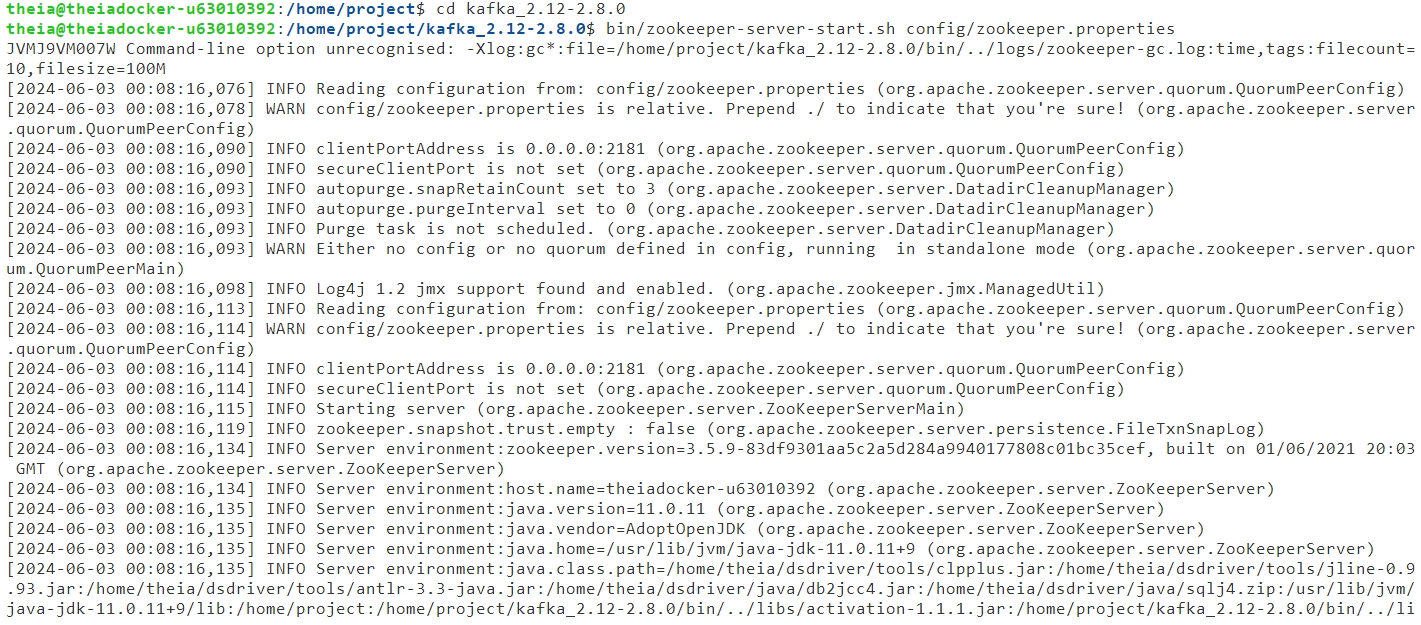 theia@theiadocker-u63010392:/home/project$ cd kafka_2.12-2.8.0
theia@theiadocker-u63010392:/home/project/kafka_2.12-2.8.0$ bin/zookeeper-server-start.sh config/zookeeper.properties
JVMJ9VM007W Command-line option unrecognised: -Xlog:gc*:file=/home/project/kafka_2.12-2.8.0/bin/../logs/zookeeper-gc.log:time,tags:filecount=
10,filesize=100M
[2024-06-03 00:08:16,076] INFO Reading configuration from: config/zookeeper.properties (org.apache.zookeeper.server.quorum.QuorumPeerConfig)
[2024-06-03 00:08:16,078] WARN config/zookeeper.properties is relative. Prepend ./ to indicate that you're sure! (org.apache.zookeeper.server
.quorum.QuorumPeerConfig)
[2024-06-03 00:08:16,090] INFO clientPortAddress is 0.0.0.0:2181 (org.apache.zookeeper.server.quorum.QuorumPeerConfig)
[2024-06-03 00:08:16,090] INFO secureClientPort is not set (org.apache.zookeeper.server.quorum.QuorumPeerConfig)
[2024-06-03 00:08:16,093] INFO autopurge.snapRetainCount set to 3 (org.apache.zookeeper.server.DatadirCleanupManager)
[2024-06-03 00:08:16,093] INFO autopurge.purgeInterval set to 0 (org.apache.zookeeper.server.DatadirCleanupManager)
[2024-06-03 00:08:16,093] INFO Purge task is not scheduled. (org.apache.zookeeper.server.DatadirCleanupManager)
[2024-06-03 00:08:16,093] WARN Either no config or no quorum defined in config, running  in standalone mode (org.apache.zookeeper.server.quor
um.QuorumPeerMain)
[2024-06-03 00:08:16,098] INFO Log4j 1.2 jmx support found and enabled. (org.apache.zookeeper.jmx.ManagedUtil)
[2024-06-03 00:08:16,113] INFO Reading configuration from: config/zookeeper.properties (org.apache.zookeeper.server.quorum.QuorumPeerConfig)
[2024-06-03 00:08:16,114] WARN config/zookeeper.properties is relative. Prepend ./ to indicate that you're sure! (org.apache.zookeeper.server
.quorum.QuorumPeerConfig)
[2024-06-03 00:08:16,114] INFO clientPortAddress is 0.0.0.0:2181 (org.apache.zookeeper.server.quorum.QuorumPeerConfig)
[2024-06-03 00:08:16,114] INFO secureClientPort is not set (org.apache.zookeeper.server.quorum.QuorumPeerConfig)
[2024-06-03 00:08:16,115] INFO Starting server (org.apache.zookeeper.server.ZooKeeperServerMain)
[2024-06-03 00:08:16,119] INFO zookeeper.snapshot.trust.empty : false (org.apache.zookeeper.server.persistence.FileTxnSnapLog)
[2024-06-03 00:08:16,134] INFO Server environment:zookeeper.version=3.5.9-83df9301aa5c2a5d284a9940177808c01bc35cef, built on 01/06/2021 20:03
 GMT (org.apache.zookeeper.server.ZooKeeperServer)
[2024-06-03 00:08:16,134] INFO Server environment:host.name=theiadocker-u63010392 (org.apache.zookeeper.server.ZooKeeperServer)
[2024-06-03 00:08:16,135] INFO Server environment:java.version=11.0.11 (org.apache.zookeeper.server.ZooKeeperServer)
[2024-06-03 00:08:16,135] INFO Server environment:java.vendor=AdoptOpenJDK (org.apache.zookeeper.server.ZooKeeperServer)
[2024-06-03 00:08:16,135] INFO Server environment:java.home=/usr/lib/jvm/java-jdk-11.0.11+9 (org.apache.zookeeper.server.ZooKeeperServer)
[2024-06-03 00:08:16,135] INFO Server environment:java.class.path=/home/theia/dsdriver/tools/clpplus.jar:/home/theia/dsdriver/tools/jline-0.9
.93.jar:/home/theia/dsdriver/tools/antlr-3.3-java.jar:/home/theia/dsdriver/java/db2jcc4.jar:/home/theia/dsdriver/java/sqlj4.zip:/usr/lib/jvm/
java-jdk-11.0.11+9/lib:/home/project:/home/project/kafka_2.12-2.8.0/bin/../libs/activation-1.1.1.jar:/home/project/kafka_2.12-2.8.0/bin/../li